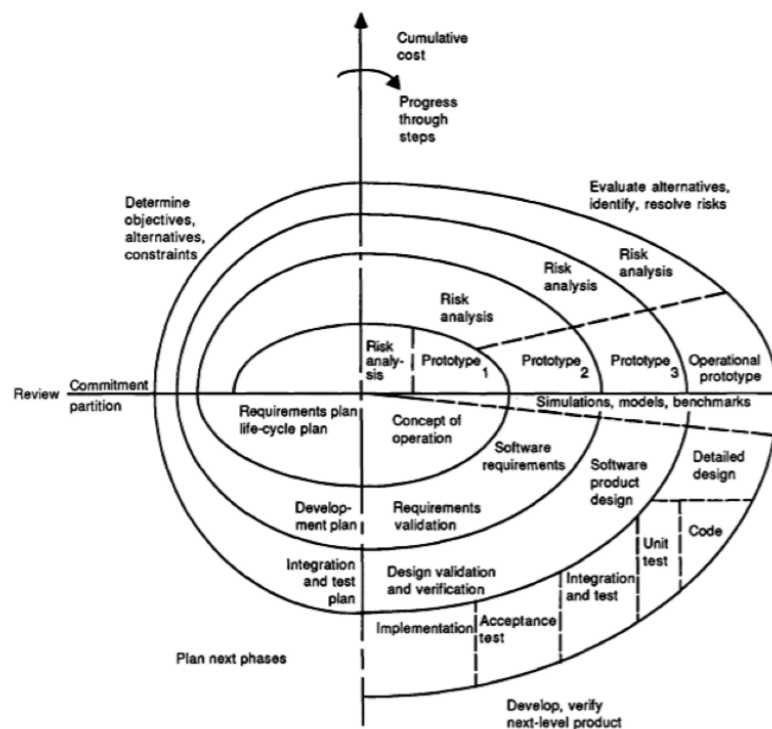 Cumulative
cost
Progress
through
steps
Determine
objectives,
alternatives,
constraints
Evaluate alternatives,
identify, resolve risks
Risk
analysis
Risk
analysis
Risk
analysis
Risk
analy-
sis
Prototype
1
Prototype
2
Prototype
3
Operational
prototype
Review
Commitment
partition
Simulations, models, benchmarks
Requirements plan
life-cycle plan
Concept of
operation
Software
requirements
Software
product
design
Detailed
design
Develop-
ment plan
Requirements
validation
Integration
and test
plan
Design validation
and verification
Code
Unit
test
Integration
and test
Acceptance
test
Implementation
Plan next phases
Develop, verify
next-level product